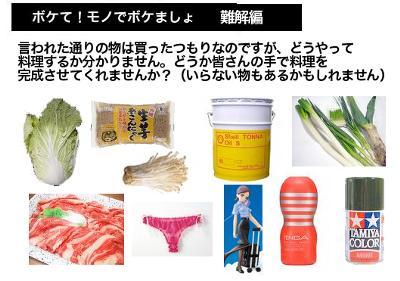 ボケて!モノでボケましょ 難解編
言われた通りの物は買ったつもりなのですが、どうやって
料理するか分かりません。どうか皆さんの手で料理を
完成させてくれませんか?(いらない物もあるかもしれません)
生芋
糸こんにゃく
Shell TONNA
Oil S
TENGA
TAMIYA
COLOR